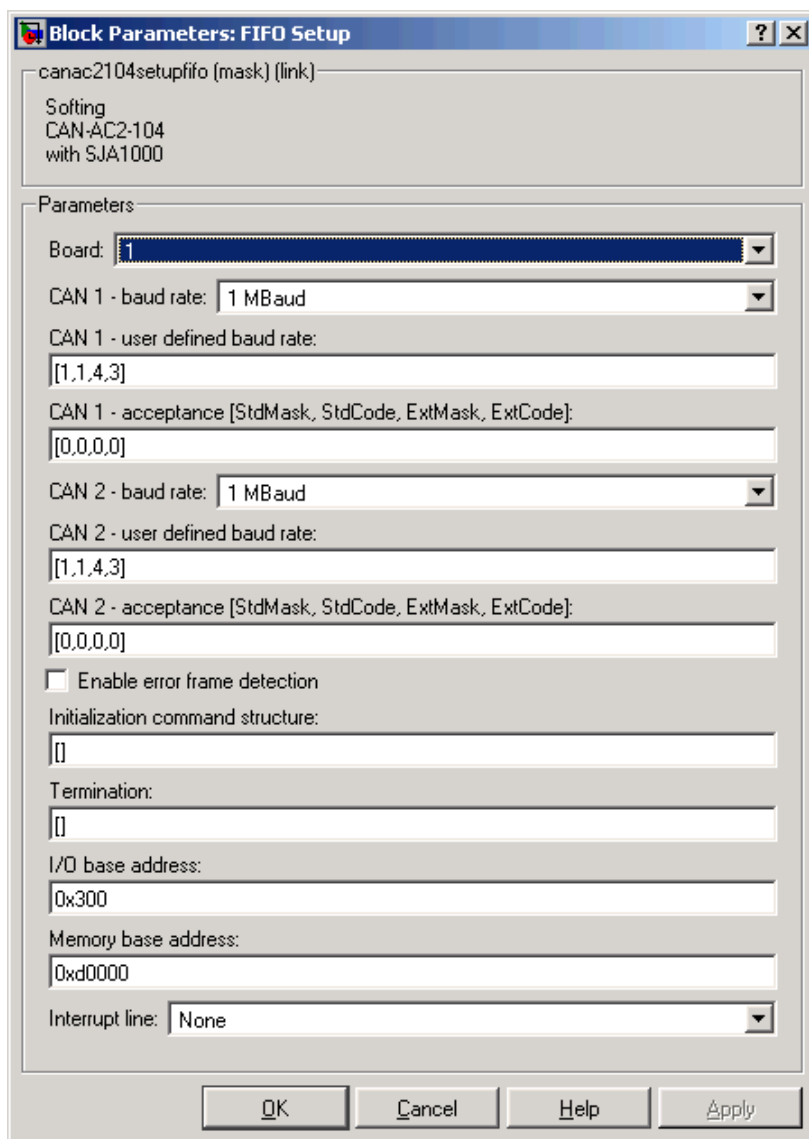 Block Parameters: FIFO Setup
canac2104setupfifo (mask) (link)
Softing
CAN-AC2-104
with SJA1000
Parameters
Board: 1
CAN 1 - baud rate: 1 MBaud
CAN 1 - user defined baud rate:
[1,1,4,3]
CAN 1 - acceptance [StdMask, StdCode, ExtMask, ExtCode]:
[0,0,0,0]
CAN 2 - baud rate: 1 MBaud
CAN 2 - user defined baud rate:
[1,1,4,3]
CAN 2 - acceptance [StdMask, StdCode, ExtMask, ExtCode]:
[0,0,0,0]
Enable error frame detection
Initialization command structure:
[]
Termination:
[]
I/O base address:
0x300
Memory base address:
0xd0000
Interrupt line: None
OK Cancel Help Apply